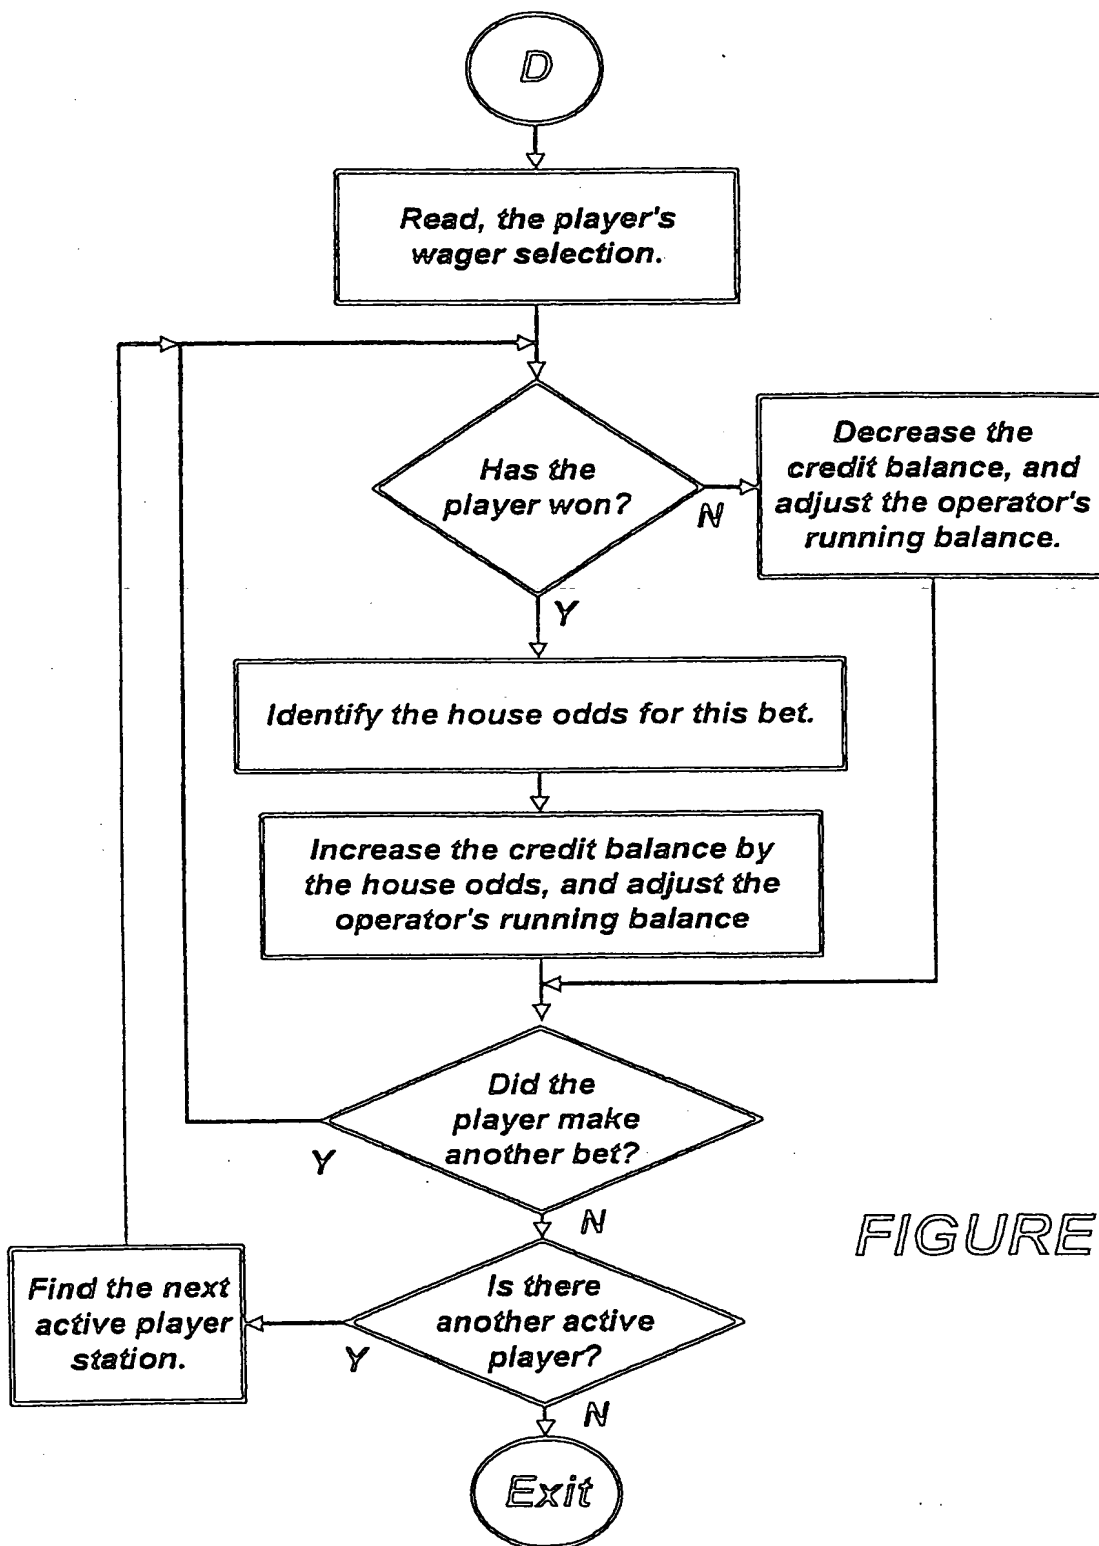 D
Read, the player's
wager selection.
Has the
player won?
N
Decrease the
credit balance, and
adjust the operator's
running balance.
Y
Identify the house odds for this bet.
Increase the credit balance by
the house odds, and adjust the
operator's running balance
Did the
player make
another bet?
Y
N
FIGURE
Find the next
active player
station.
Is there
another active
player?
Y
N
Exit